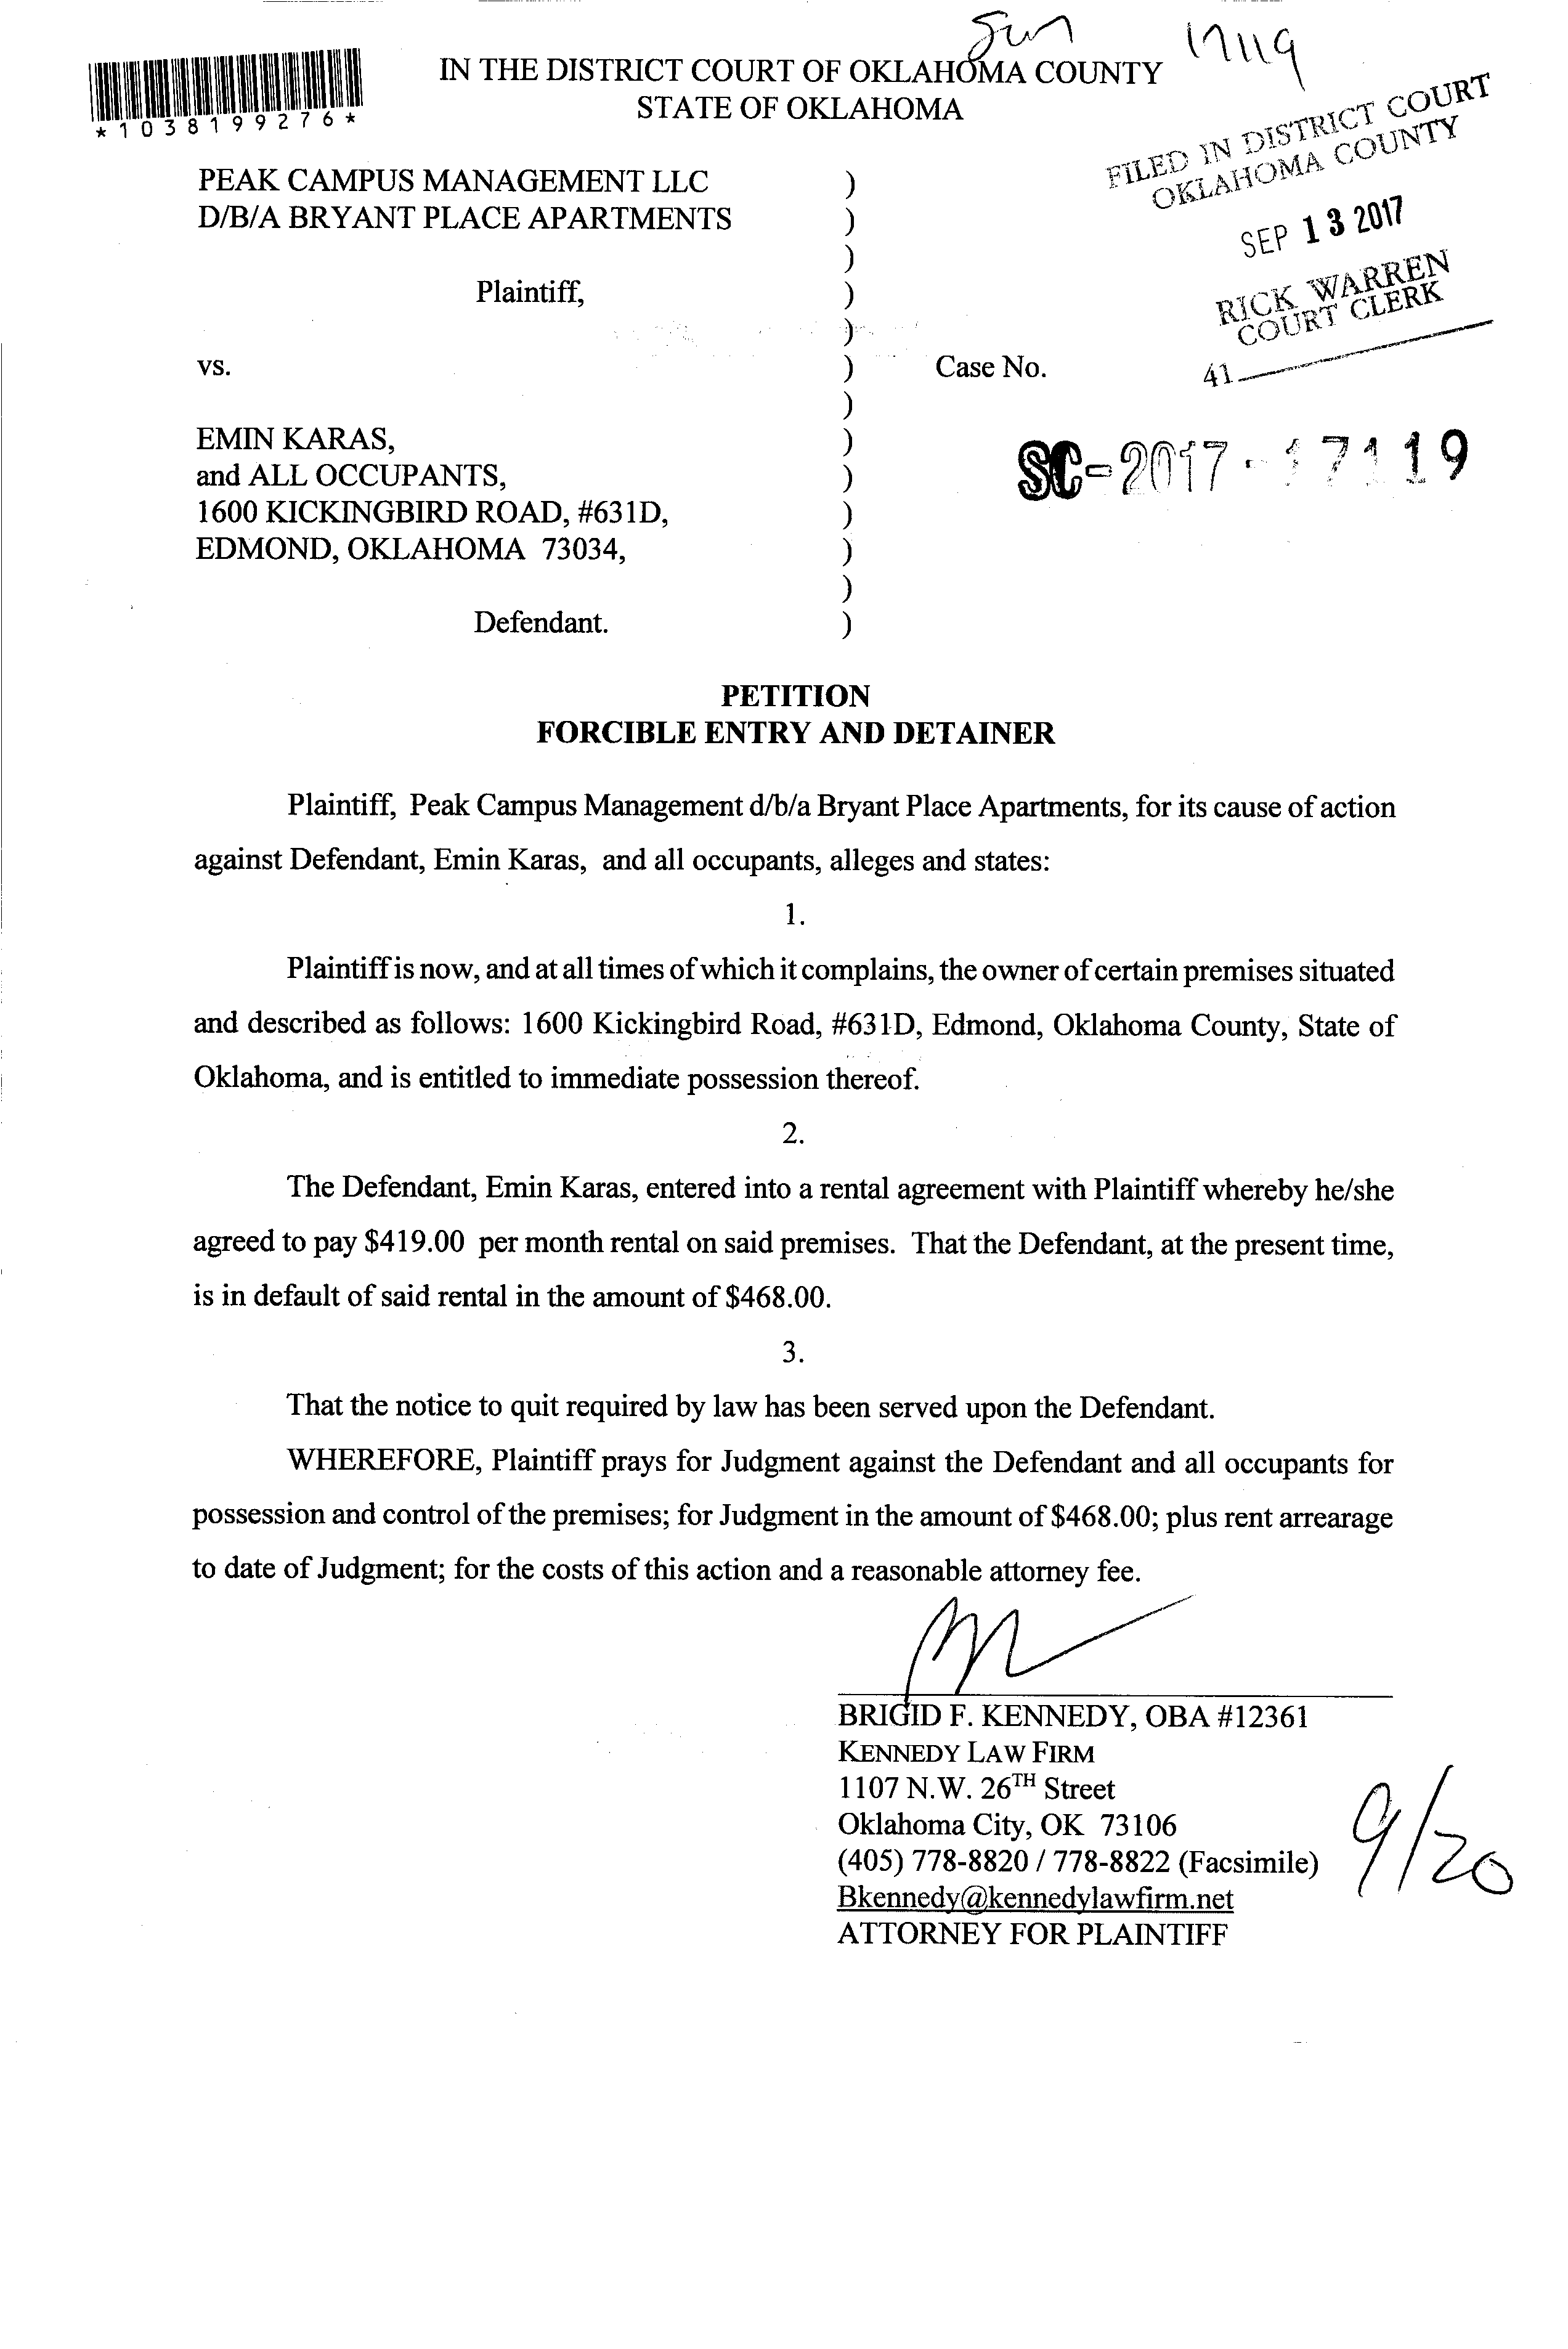 17119
IN THE DISTRICT COURT OF OKLAHOMA COUNTY
STATE OF OKLAHOMA
*1038199276*
FILED IN DISTRICT COURT
OKLAHOMA COUNTY
SEP 13 2017
RICK WARREN
COURT CLERK
41
PEAK CAMPUS MANAGEMENT LLC )
D/B/A BRYANT PLACE APARTMENTS )
)
Plaintiff, )
)
vs. ) Case No.
)
EMIN KARAS, )
and ALL OCCUPANTS, )
1600 KICKINGBIRD ROAD, #631D, )
EDMOND, OKLAHOMA 73034, )
)
Defendant. )
SC-2017-17119
PETITION
FORCIBLE ENTRY AND DETAINER
Plaintiff, Peak Campus Management d/b/a Bryant Place Apartments, for its cause of action
against Defendant, Emin Karas, and all occupants, alleges and states:
1.
Plaintiff is now, and at all times of which it complains, the owner of certain premises situated
and described as follows: 1600 Kickingbird Road, #631D, Edmond, Oklahoma County, State of
Oklahoma, and is entitled to immediate possession thereof.
2.
The Defendant, Emin Karas, entered into a rental agreement with Plaintiff whereby he/she
agreed to pay $419.00 per month rental on said premises. That the Defendant, at the present time,
is in default of said rental in the amount of $468.00.
3.
That the notice to quit required by law has been served upon the Defendant.
WHEREFORE, Plaintiff prays for Judgment against the Defendant and all occupants for
possession and control of the premises; for Judgment in the amount of $468.00; plus rent arrearage
to date of Judgment; for the costs of this action and a reasonable attorney fee.
BRIGID F. KENNEDY, OBA #12361
KENNEDY LAW FIRM
1107 N.W. 26TH Street
Oklahoma City, OK 73106
(405) 778-8820 / 778-8822 (Facsimile)
Bkennedy@kennedylawfirm.net
ATTORNEY FOR PLAINTIFF
9/20